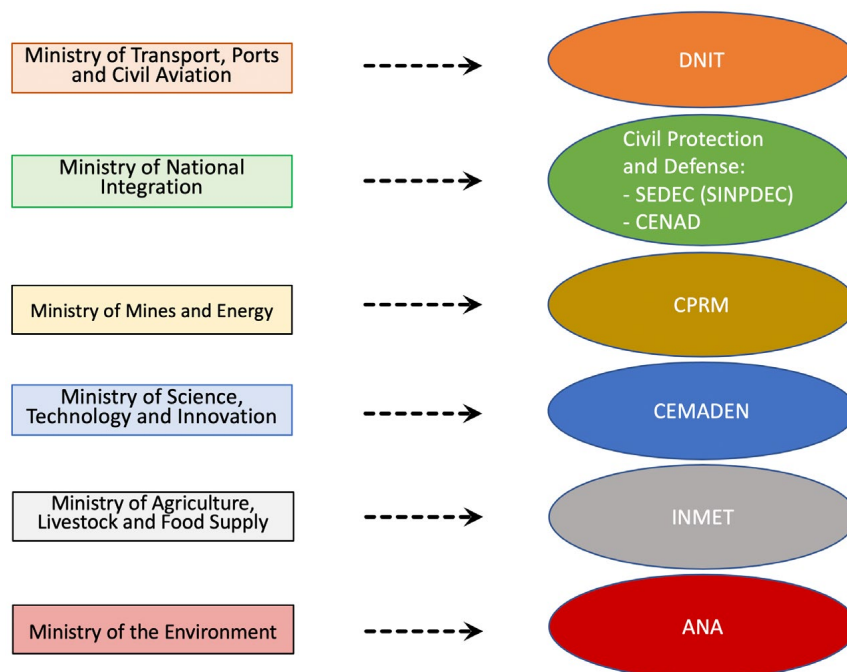 Ministry of Transport, Ports
and Civil Aviation
DNIT
Ministry of National
Integration
Civil Protection
and Defense:
- SEDEC (SINPDEC)
- CENAD
Ministry of Mines and Energy
CPRM
Ministry of Science,
Technology and Innovation
CEMADEN
Ministry of Agriculture,
Livestock and Food Supply
INMET
Ministry of the Environment
ANA